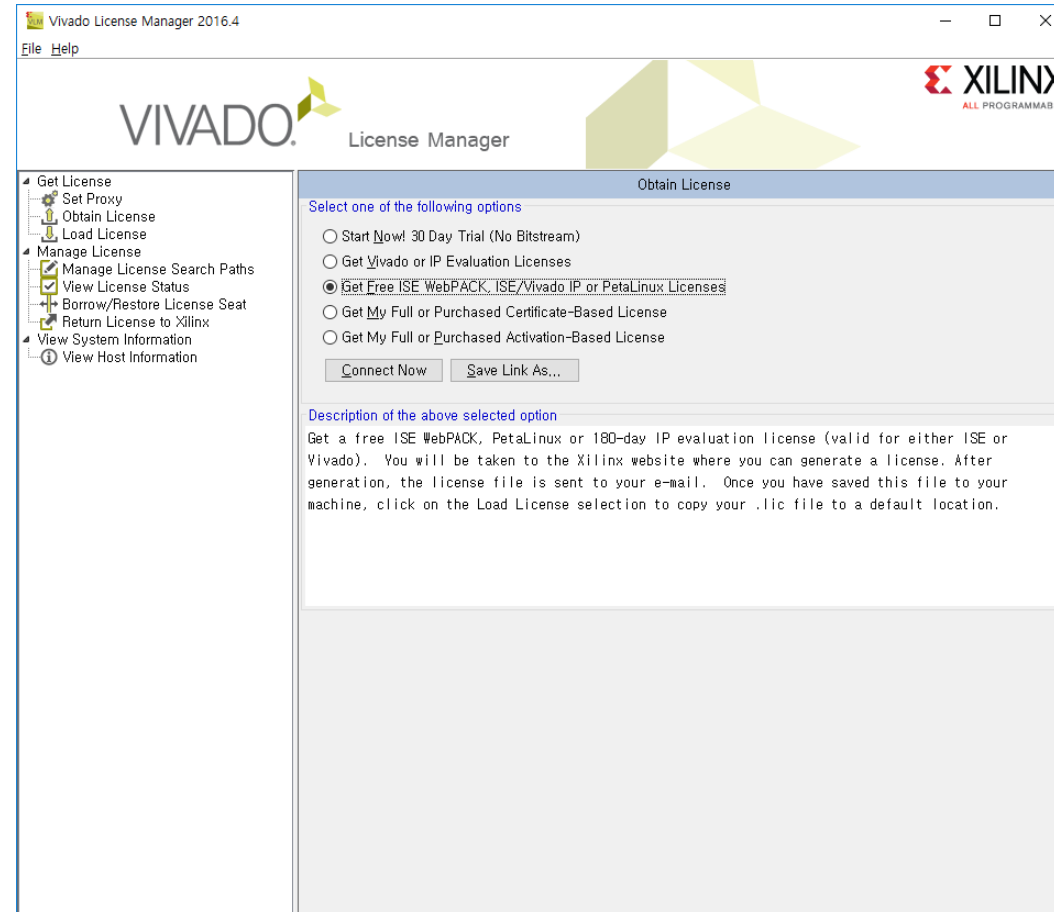 Vivado License Manager 2016.4
File Help
VIVADO. License Manager
XILINX
ALL PROGRAMMAB
Get License
Set Proxy
Obtain License
Load License
Manage License
Manage License Search Paths
View License Status
Borrow/Restore License Seat
Return License to Xilinx
View System Information
View Host Information
Obtain License
Select one of the following options
Start Now! 30 Day Trial (No Bitstream)
Get Vivado or IP Evaluation Licenses
Get Free ISE WebPACK, ISE/Vivado IP or PetaLinux Licenses
Get My Full or Purchased Certificate-Based License
Get My Full or Purchased Activation-Based License
Connect Now Save Link As...
Description of the above selected option
Get a free ISE WebPACK, PetaLinux or 180-day IP evaluation license (valid for either ISE or
Vivado). You will be taken to the Xilinx website where you can generate a license. After
generation, the license file is sent to your e-mail. Once you have saved this file to your
machine, click on the Load License selection to copy your .lic file to a default location.